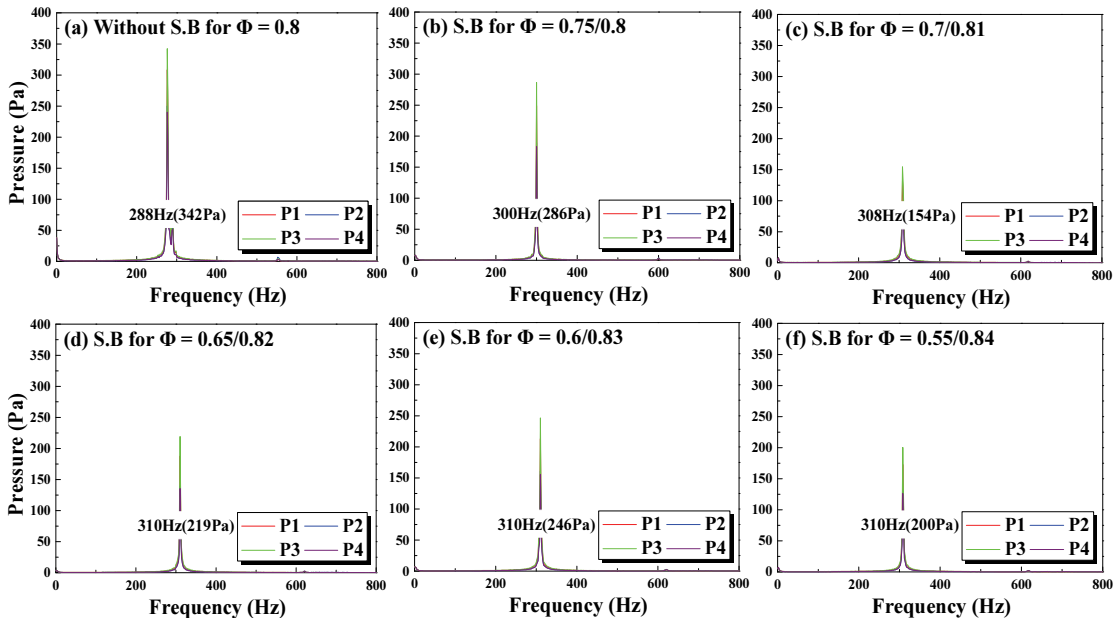 (a) Without S.B for Φ = 0.8
400
350
300
250
200
150
100
50
0
Pressure (Pa)
288Hz(342Pa)
P1 P2
P3 P4
0 200 400 600 800
Frequency (Hz)
(b) S.B for Φ = 0.75/0.8
400
350
300
250
200
150
100
50
0
300Hz(286Pa)
P1 P2
P3 P4
0 200 400 600 800
Frequency (Hz)
(c) S.B for Φ = 0.7/0.81
400
350
300
250
200
150
100
50
0
308Hz(154Pa)
P1 P2
P3 P4
0 200 400 600 800
Frequency (Hz)
(d) S.B for Φ = 0.65/0.82
400
350
300
250
200
150
100
50
0
Pressure (Pa)
310Hz(219Pa)
P1 P2
P3 P4
0 200 400 600 800
Frequency (Hz)
(e) S.B for Φ = 0.6/0.83
400
350
300
250
200
150
100
50
0
310Hz(246Pa)
P1 P2
P3 P4
0 200 400 600 800
Frequency (Hz)
(f) S.B for Φ = 0.55/0.84
400
350
300
250
200
150
100
50
0
310Hz(200Pa)
P1 P2
P3 P4
0 200 400 600 800
Frequency (Hz)